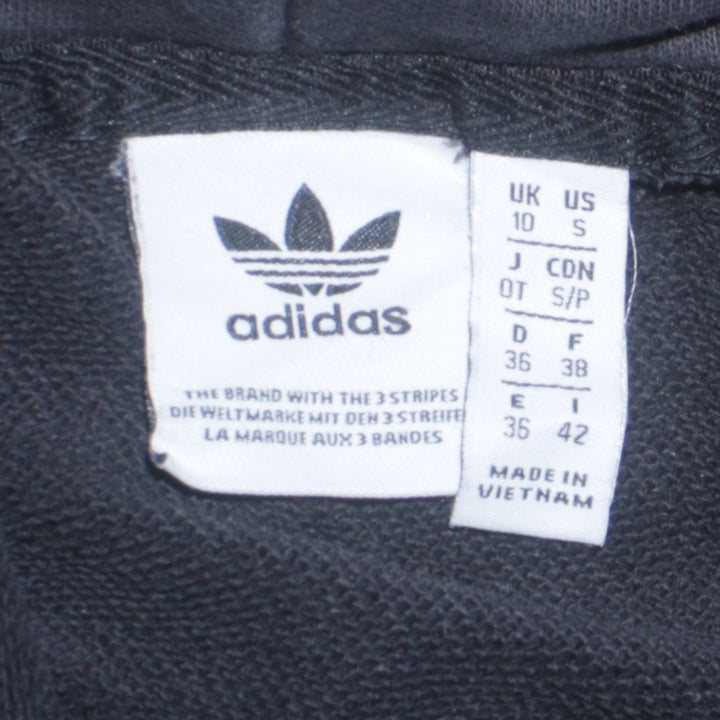 adidas
THE BRAND WITH THE 3 STRIPES
DIE WELTMARKE MIT DEN 3 STREIFE
LA MARQUE AUX 3 BANDES
UK US
10 S
J CDN
OT S/P
D F
36 38
E I
36 42
MADE IN
VIETNAM